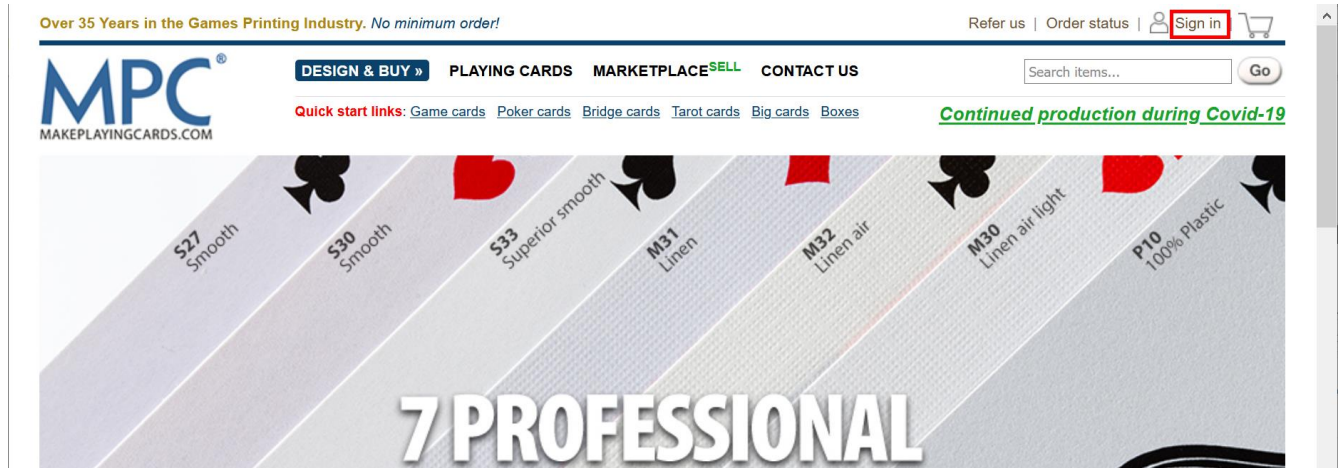 Over 35 Years in the Games Printing Industry. No minimum order!
Refer us | Order status | Sign in |
MPC®
MAKEPLAYINGCARDS.COM
DESIGN & BUY » PLAYING CARDS MARKETPLACE SELL CONTACT US
Search items... Go
Quick start links: Game cards Poker cards Bridge cards Tarot cards Big cards Boxes
Continued production during Covid-19
S27
Smooth
S30
Smooth
S33
Superior smooth
M31
Linen
M32
Linen air
M30
Linen air light
P10
100% Plastic
7 PROFESSIONAL